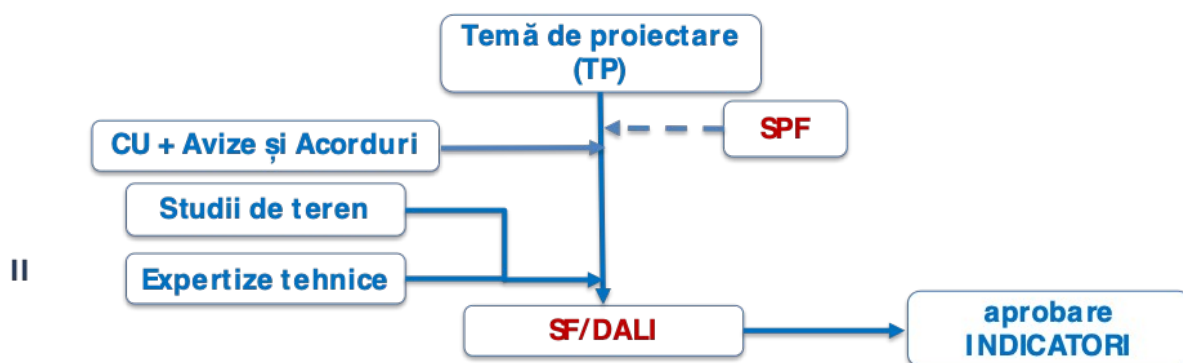 Temă de proiectare
(TP)
SPF
CU + Avize și Acorduri
Studii de teren
II
Expertize tehnice
SF/DALI
aprobare
INDICATORI